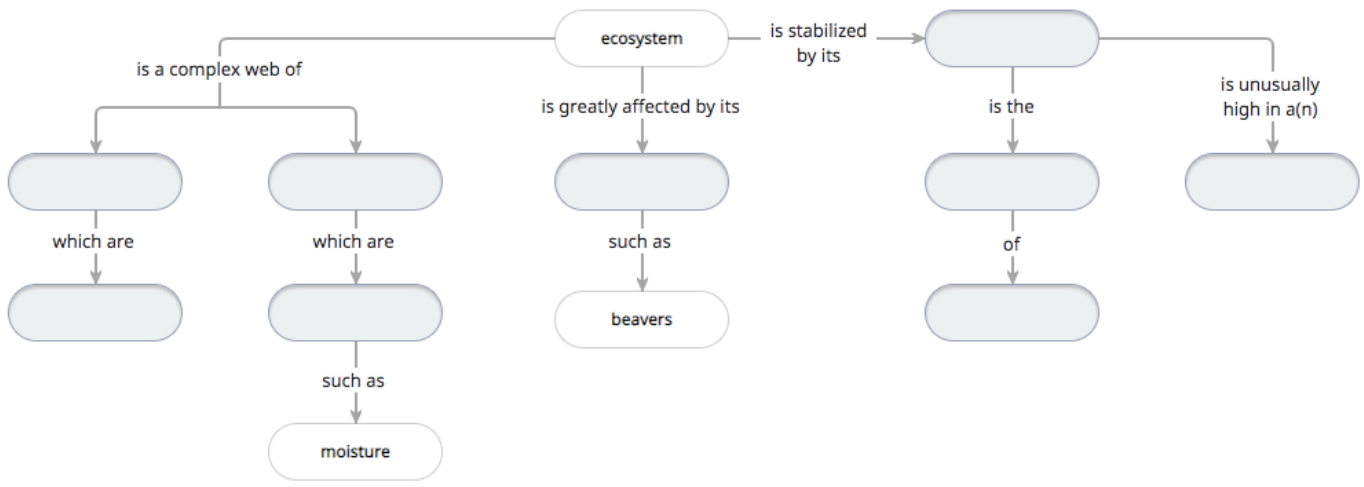 ecosystem
is stabilized
by its
is a complex web of
is unusually
high in a(n)
is greatly affected by its
is the
which are
which are
such as
of
beavers
such as
moisture